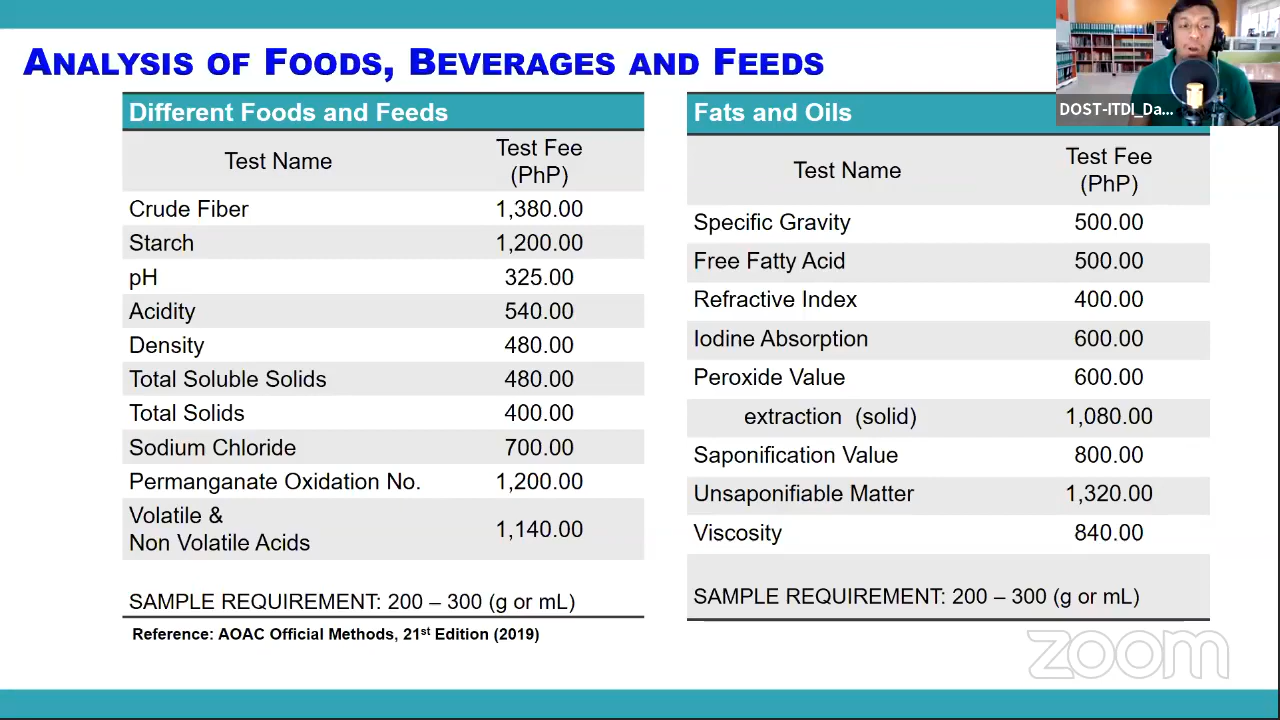 ANALYSIS OF FOODS, BEVERAGES AND FEEDS
DOST-ITDI_Da...
Different Foods and Feeds
Test Name Test Fee (PhP)
Crude Fiber 1,380.00
Starch 1,200.00
pH 325.00
Acidity 540.00
Density 480.00
Total Soluble Solids 480.00
Total Solids 400.00
Sodium Chloride 700.00
Permanganate Oxidation No. 1,200.00
Volatile &
Non Volatile Acids 1,140.00
SAMPLE REQUIREMENT: 200 – 300 (g or mL)
Reference: AOAC Official Methods, 21st Edition (2019)
Fats and Oils
Test Name Test Fee (PhP)
Specific Gravity 500.00
Free Fatty Acid 500.00
Refractive Index 400.00
Iodine Absorption 600.00
Peroxide Value 600.00
extraction (solid) 1,080.00
Saponification Value 800.00
Unsaponifiable Matter 1,320.00
Viscosity 840.00
SAMPLE REQUIREMENT: 200 – 300 (g or mL)
zoom